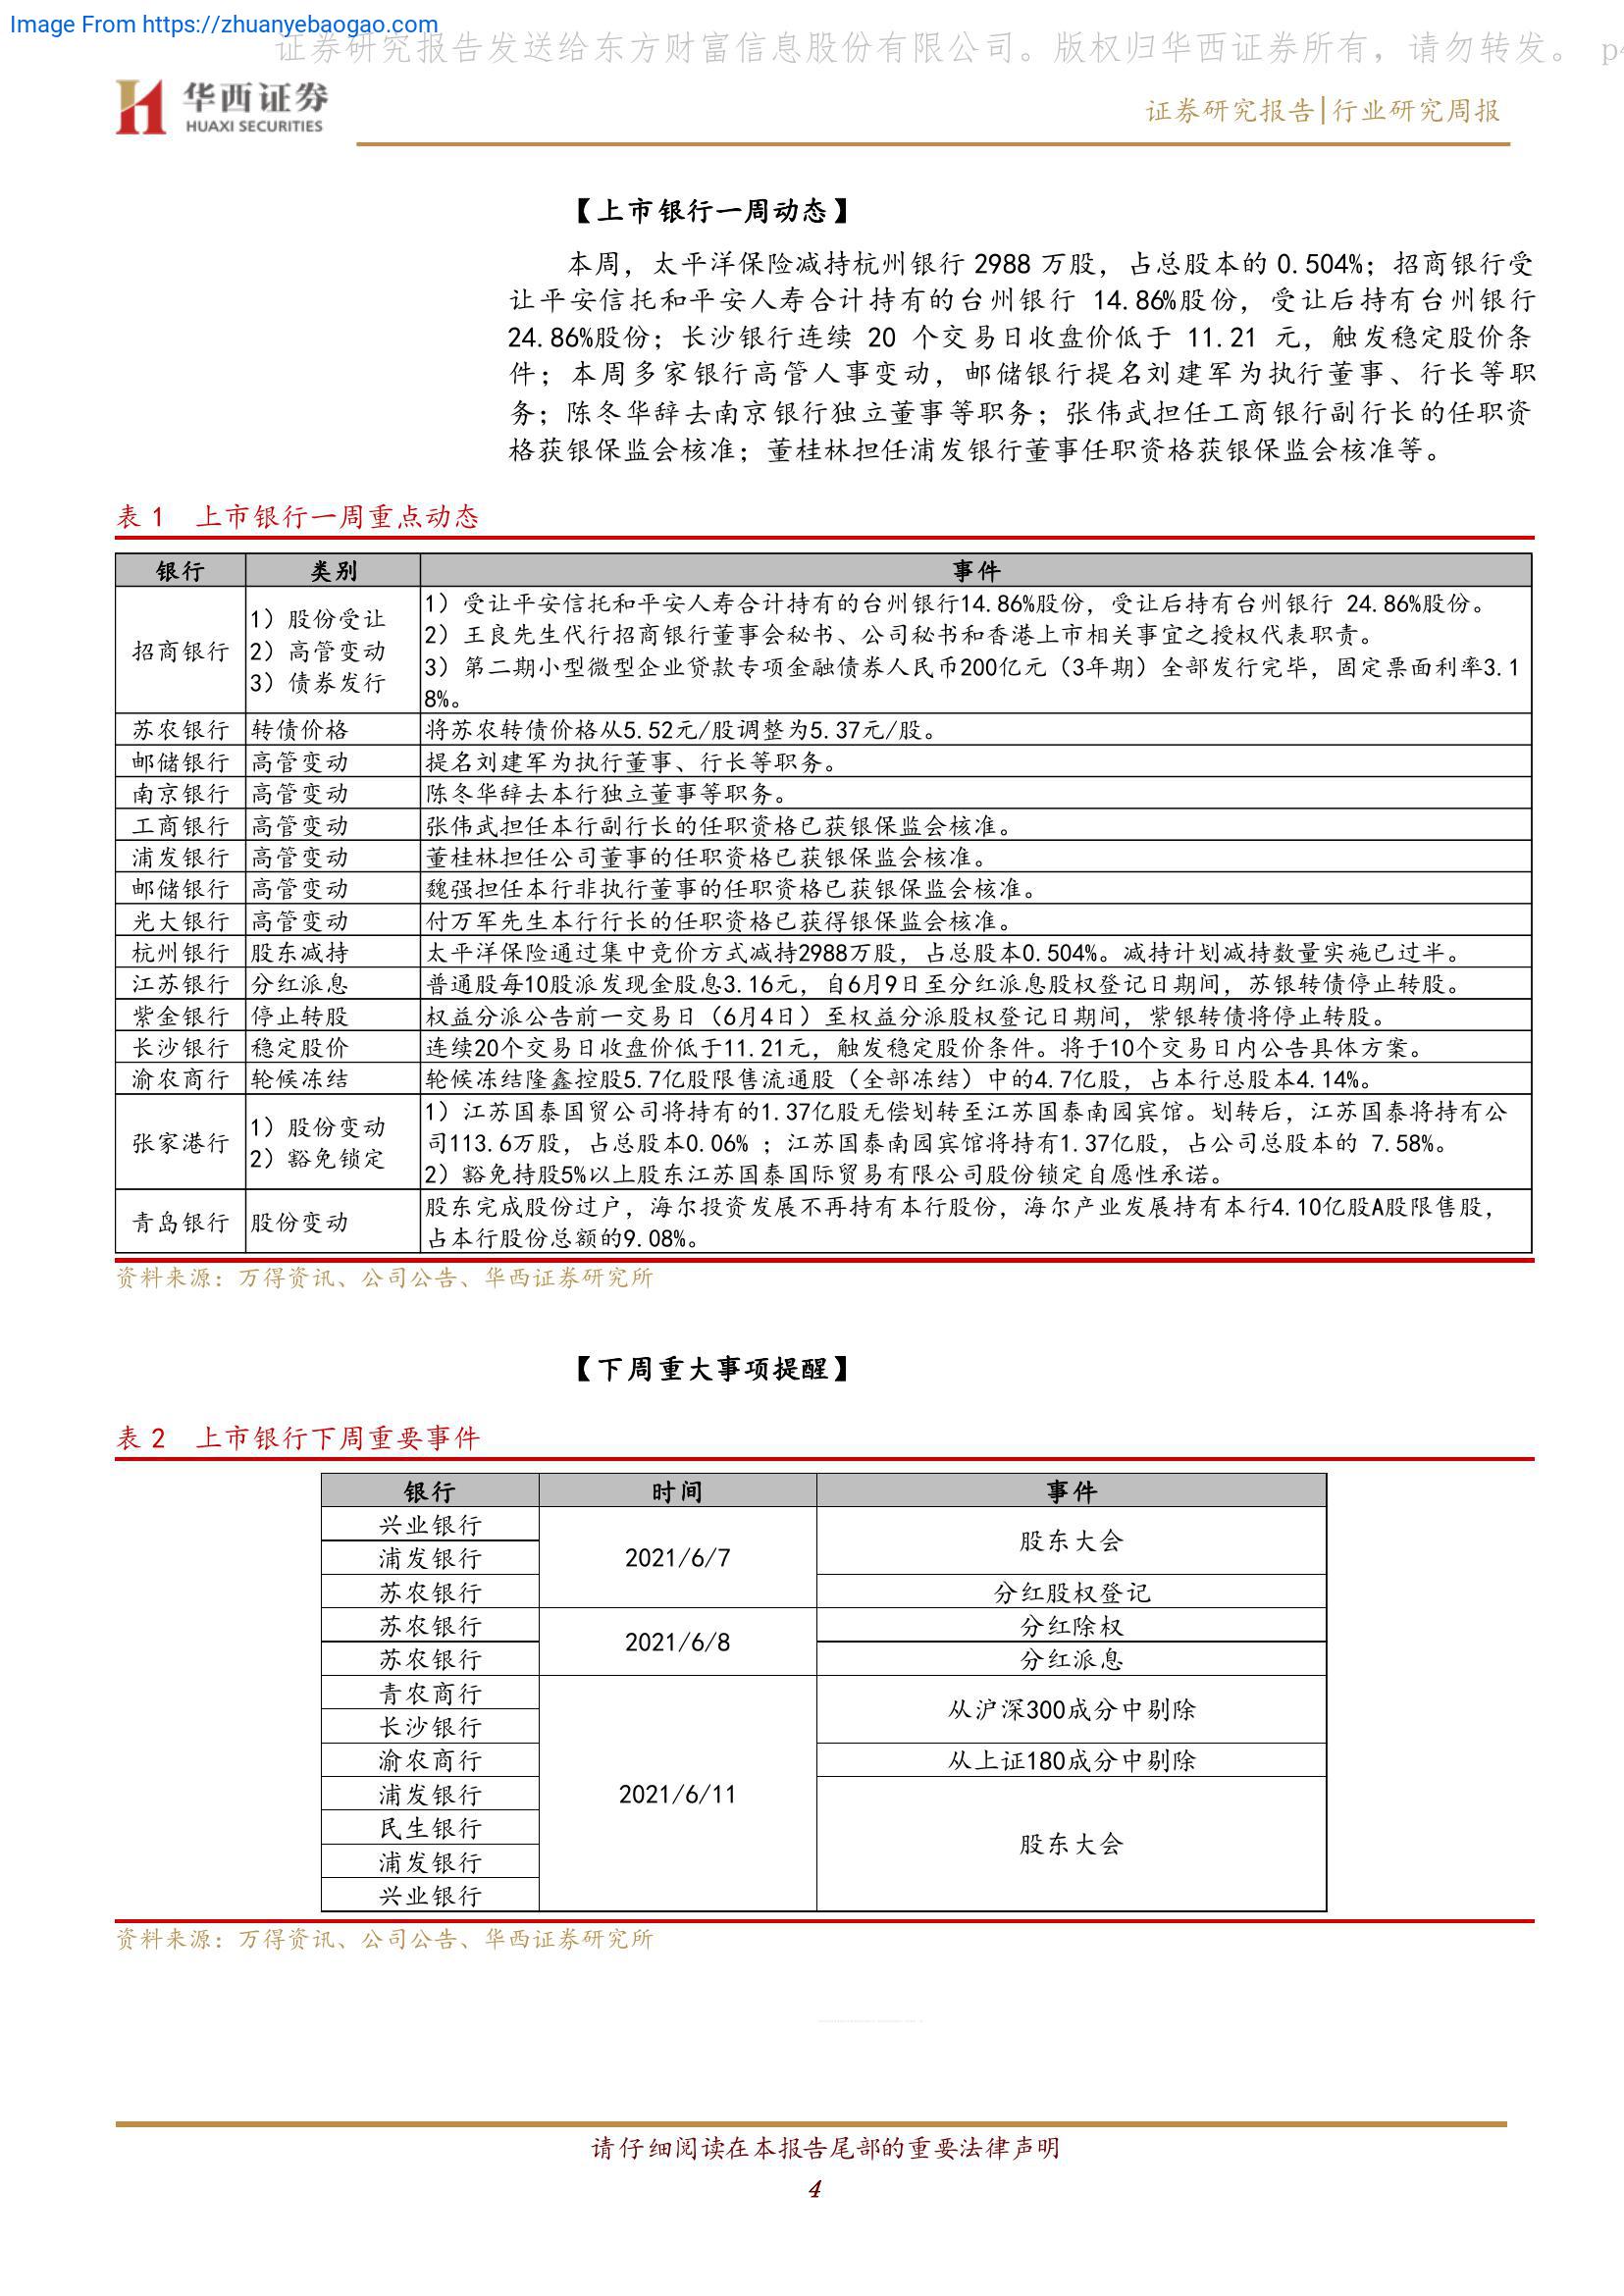 Image From https://zhuanyebaogao.com
证券研究报告发送给东方财富信息股份有限公司。版权归华西证券所有，请勿转发。 p4
华西证券
HUAXI SECURITIES
证券研究报告|行业研究周报
【上市银行一周动态】
本周，太平洋保险减持杭州银行 2988 万股，占总股本的 0.504%；招商银行受
让平安信托和平安人寿合计持有的台州银行 14.86%股份，受让后持有台州银行
24.86%股份；长沙银行连续 20 个交易日收盘价低于 11.21 元，触发稳定股价条
件；本周多家银行高管人事变动，邮储银行提名刘建军为执行董事、行长等职
务；陈冬华辞去南京银行独立董事等职务；张伟武担任工商银行副行长的任职资
格获银保监会核准；董桂林担任浦发银行董事任职资格获银保监会核准等。
表 1 上市银行一周重点动态
银行 类别 事件
招商银行
1）股份受让
2）高管变动
3）债券发行
1）受让平安信托和平安人寿合计持有的台州银行14.86%股份，受让后持有台州银行 24.86%股份。
2）王良先生代行招商银行董事会秘书、公司秘书和香港上市相关事宜之授权代表职责。
3）第二期小型微型企业贷款专项金融债券人民币200亿元（3年期）全部发行完毕，固定票面利率3.1
8%。
苏农银行 转债价格 将苏农转债价格从5.52元/股调整为5.37元/股。
邮储银行 高管变动 提名刘建军为执行董事、行长等职务。
南京银行 高管变动 陈冬华辞去本行独立董事等职务。
工商银行 高管变动 张伟武担任本行副行长的任职资格已获银保监会核准。
浦发银行 高管变动 董桂林担任公司董事的任职资格已获银保监会核准。
邮储银行 高管变动 魏强担任本行非执行董事的任职资格已获银保监会核准。
光大银行 高管变动 付万军先生本行行长的任职资格已获得银保监会核准。
杭州银行 股东减持 太平洋保险通过集中竞价方式减持2988万股，占总股本0.504%。减持计划减持数量实施已过半。
江苏银行 分红派息 普通股每10股派发现金股息3.16元，自6月9日至分红派息股权登记日期间，苏银转债停止转股。
紫金银行 停止转股 权益分派公告前一交易日（6月4日）至权益分派股权登记日期间，紫银转债将停止转股。
长沙银行 稳定股价 连续20个交易日收盘价低于11.21元，触发稳定股价条件。将于10个交易日内公告具体方案。
渝农商行 轮候冻结 轮候冻结隆鑫控股5.7亿股限售流通股（全部冻结）中的4.7亿股，占本行总股本4.14%。
张家港行
1）股份变动
2）豁免锁定
1）江苏国泰国贸公司将持有的1.37亿股无偿划转至江苏国泰南园宾馆。划转后，江苏国泰将持有公
司113.6万股，占总股本0.06% ；江苏国泰南园宾馆将持有1.37亿股，占公司总股本的 7.58%。
2）豁免持股5%以上股东江苏国泰国际贸易有限公司股份锁定自愿性承诺。
青岛银行 股份变动
股东完成股份过户，海尔投资发展不再持有本行股份，海尔产业发展持有本行4.10亿股A股限售股，
占本行股份总额的9.08%。
资料来源：万得资讯、公司公告、华西证券研究所
【下周重大事项提醒】
表 2 上市银行下周重要事件
银行 时间 事件
兴业银行
浦发银行
苏农银行
2021/6/7
股东大会
分红股权登记
苏农银行
苏农银行
2021/6/8
分红除权
分红派息
青农商行
长沙银行
渝农商行
浦发银行
民生银行
浦发银行
兴业银行
2021/6/11
从沪深300成分中剔除
从上证180成分中剔除
股东大会
资料来源：万得资讯、公司公告、华西证券研究所
请仔细阅读在本报告尾部的重要法律声明
4